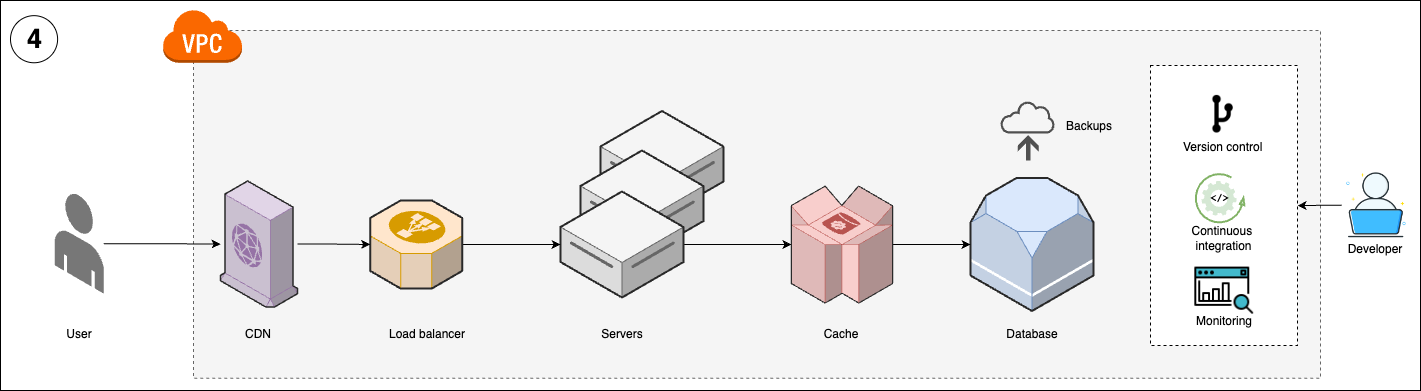 4
VPC
Backups
Version control
</>
Continuous
integration
Developer
Monitoring
User
CDN
Load balancer
Servers
Cache
Database